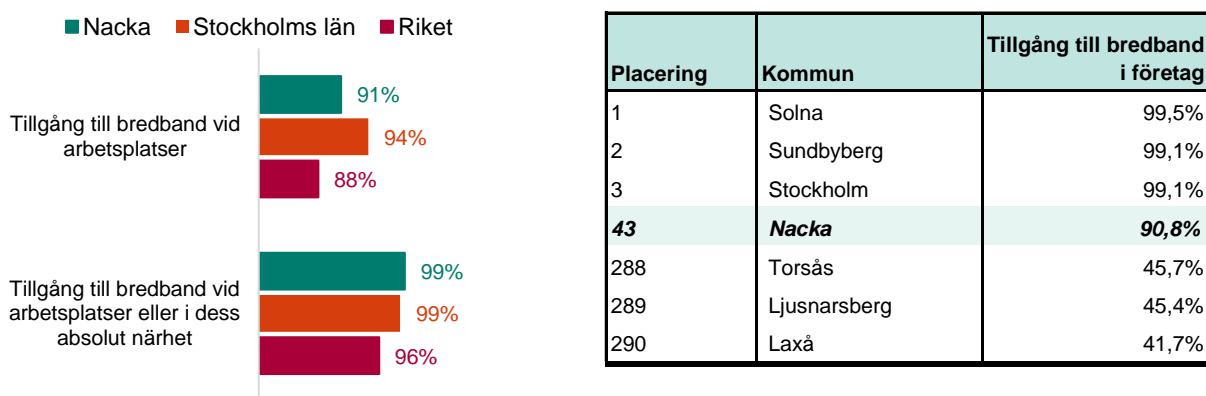 Nacka Stockholms län Riket
Tillgång till bredband vid
arbetsplatser
91%
94%
88%
Tillgång till bredband vid
arbetsplatser eller i dess
absolut närhet
99%
99%
96%
Placering Kommun Tillgång till bredband
i företag
1 Solna 99,5%
2 Sundbyberg 99,1%
3 Stockholm 99,1%
43 Nacka 90,8%
288 Torsås 45,7%
289 Ljusnarsberg 45,4%
290 Laxå 41,7%